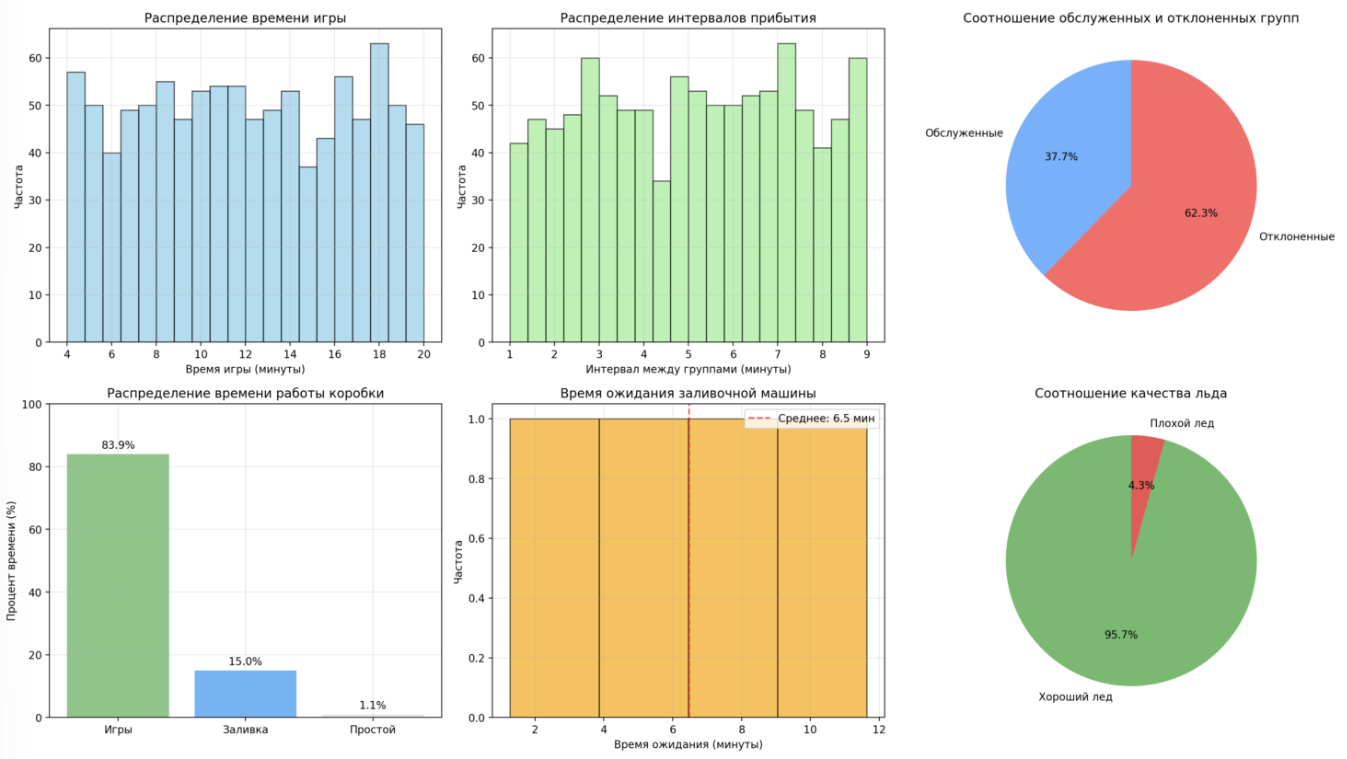 Распределение времени игры
Частота
60
50
40
30
20
10
0
4 6 8 10 12 14 16 18 20
Время игры (минуты)
Распределение интервалов прибытия
Частота
60
50
40
30
20
10
0
1 2 3 4 5 6 7 8 9
Интервал между группами (минуты)
Соотношение обслуженных и отклоненных групп
Обслуженные
37.7%
62.3%
Отклоненные
Распределение времени работы коробки
Процент времени (%)
100
80
60
40
20
0
83.9%
15.0%
1.1%
Игры Заливка Простой
Время ожидания заливочной машины
Среднее: 6.5 мин
Частота
1.0
0.8
0.6
0.4
0.2
0.0
2 4 6 8 10 12
Время ожидания (минуты)
Соотношение качества льда
Плохой лед
4.3%
95.7%
Хороший лед